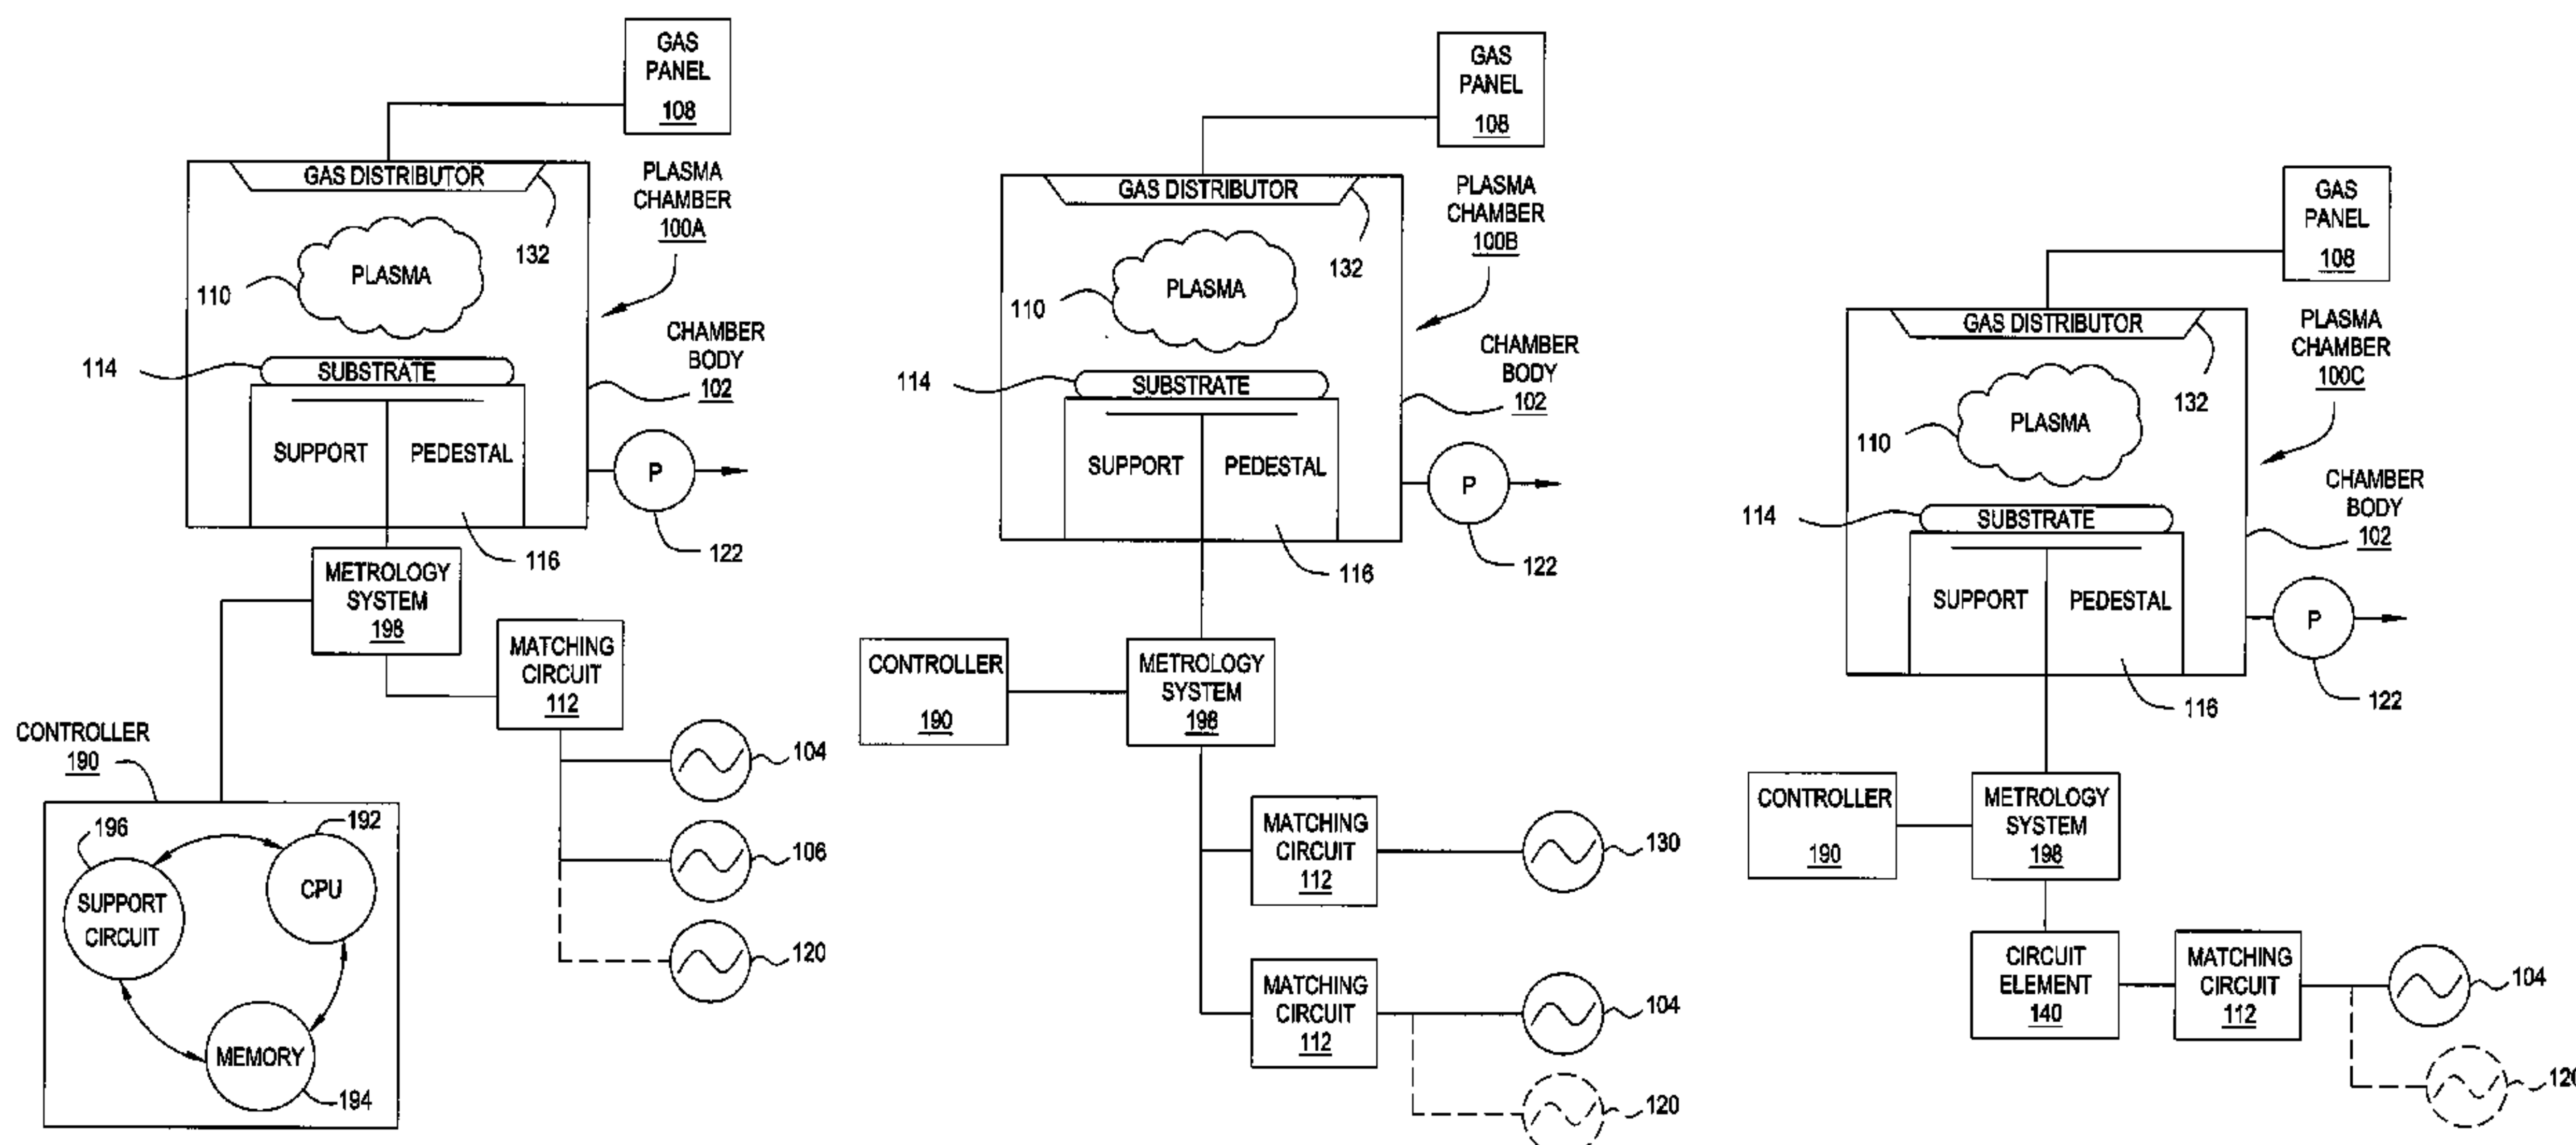 GAS
PANEL
108
GAS DISTRIBUTOR
132
PLASMA
CHAMBER
100A
PLASMA
110
CHAMBER
BODY
102
114
SUBSTRATE
SUPPORT PEDESTAL
P
122
116
METROLOGY
SYSTEM
198
MATCHING
CIRCUIT
112
CONTROLLER
190
104
106
120
196
192
SUPPORT
CIRCUIT
CPU
MEMORY
194
GAS
PANEL
108
GAS DISTRIBUTOR
132
PLASMA
CHAMBER
100B
PLASMA
110
CHAMBER
BODY
102
114
SUBSTRATE
SUPPORT PEDESTAL
P
122
116
CONTROLLER
190
METROLOGY
SYSTEM
198
MATCHING
CIRCUIT
112
130
MATCHING
CIRCUIT
112
104
120
GAS
PANEL
108
GAS DISTRIBUTOR
132
PLASMA
CHAMBER
100C
PLASMA
110
CHAMBER
BODY
102
114
SUBSTRATE
SUPPORT PEDESTAL
P
122
116
CONTROLLER
190
METROLOGY
SYSTEM
198
CIRCUIT
ELEMENT
140
MATCHING
CIRCUIT
112
104
120